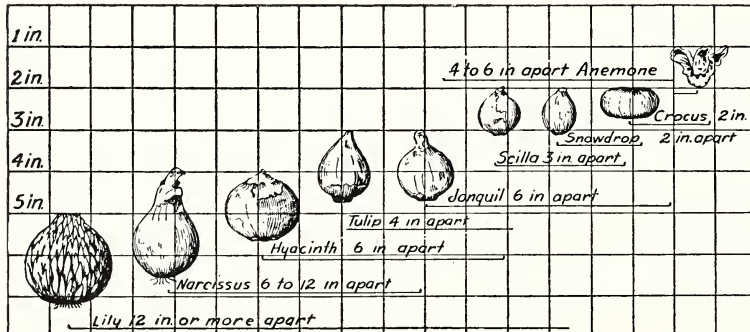 1 in.
2 in.
3 in.
4 in.
5 in.
4 to 6 in apart Anemone
Crocus, 2 in.
Snowdrop, 2 in. apart
Scilla 3 in. apart
Jonquil 6 in apart
Tulip 4 in apart
Hyacinth 6 in apart
Narcissus 6 to 12 in apart
Lily 12 in. or more apart